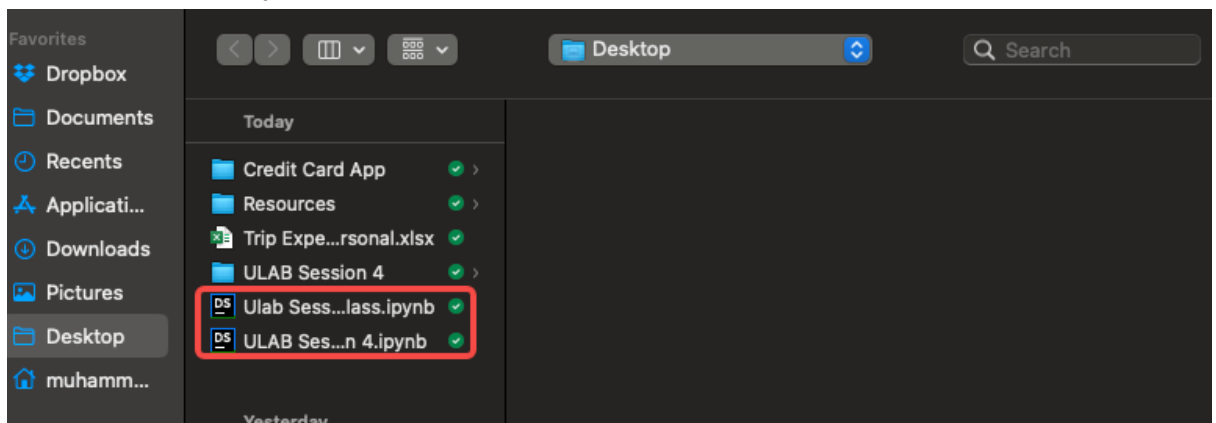 Favorites
Dropbox
Documents
Recents
Applicati...
Downloads
Pictures
Desktop
muhamm...
Desktop
Search
Today
Credit Card App
Resources
Trip Expe...rsonal.xlsx
ULAB Session 4
DS Ulab Sess...lass.ipynb
DS ULAB Ses...n 4.ipynb
Yesterday